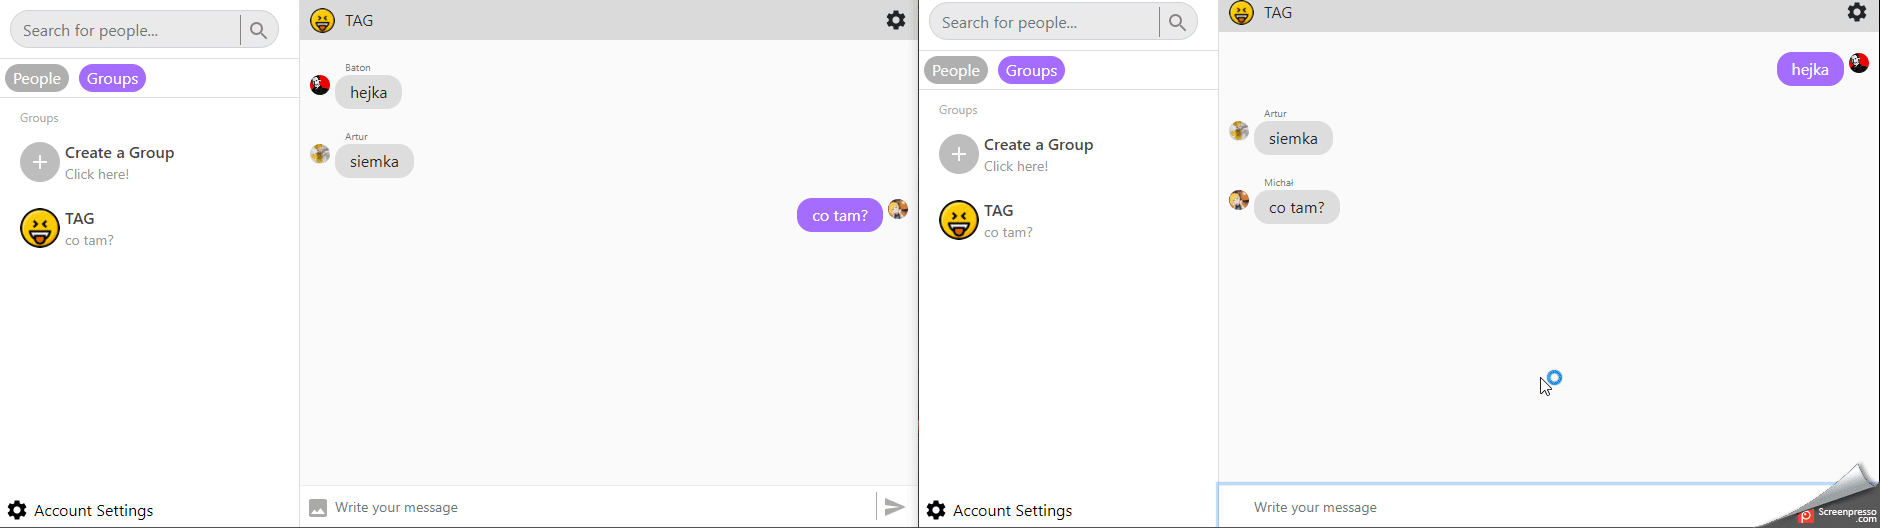 Search for people...
People Groups
Groups
Create a Group
Click here!
TAG
co tam?
Account Settings
TAG
Baton
hejka
Artur
siemka
co tam?
Write your message
Search for people...
People Groups
Groups
Create a Group
Click here!
TAG
co tam?
Account Settings
TAG
hejka
Artur
siemka
Michał
co tam?
Write your message
Screenpresso
.com